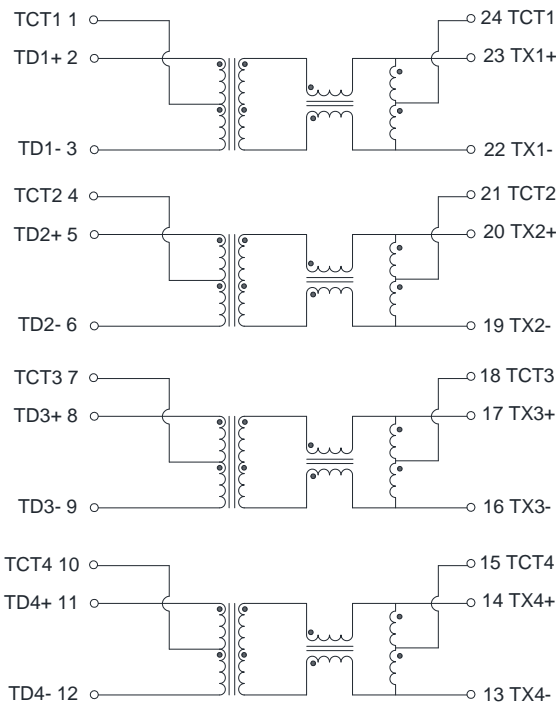 TCT1 1
24 TCT1
TD1+ 2
23 TX1+
TD1- 3
22 TX1-
TCT2 4
21 TCT2
TD2+ 5
20 TX2+
TD2- 6
19 TX2-
TCT3 7
18 TCT3
TD3+ 8
17 TX3+
TD3- 9
16 TX3-
TCT4 10
15 TCT4
TD4+ 11
14 TX4+
TD4- 12
13 TX4-